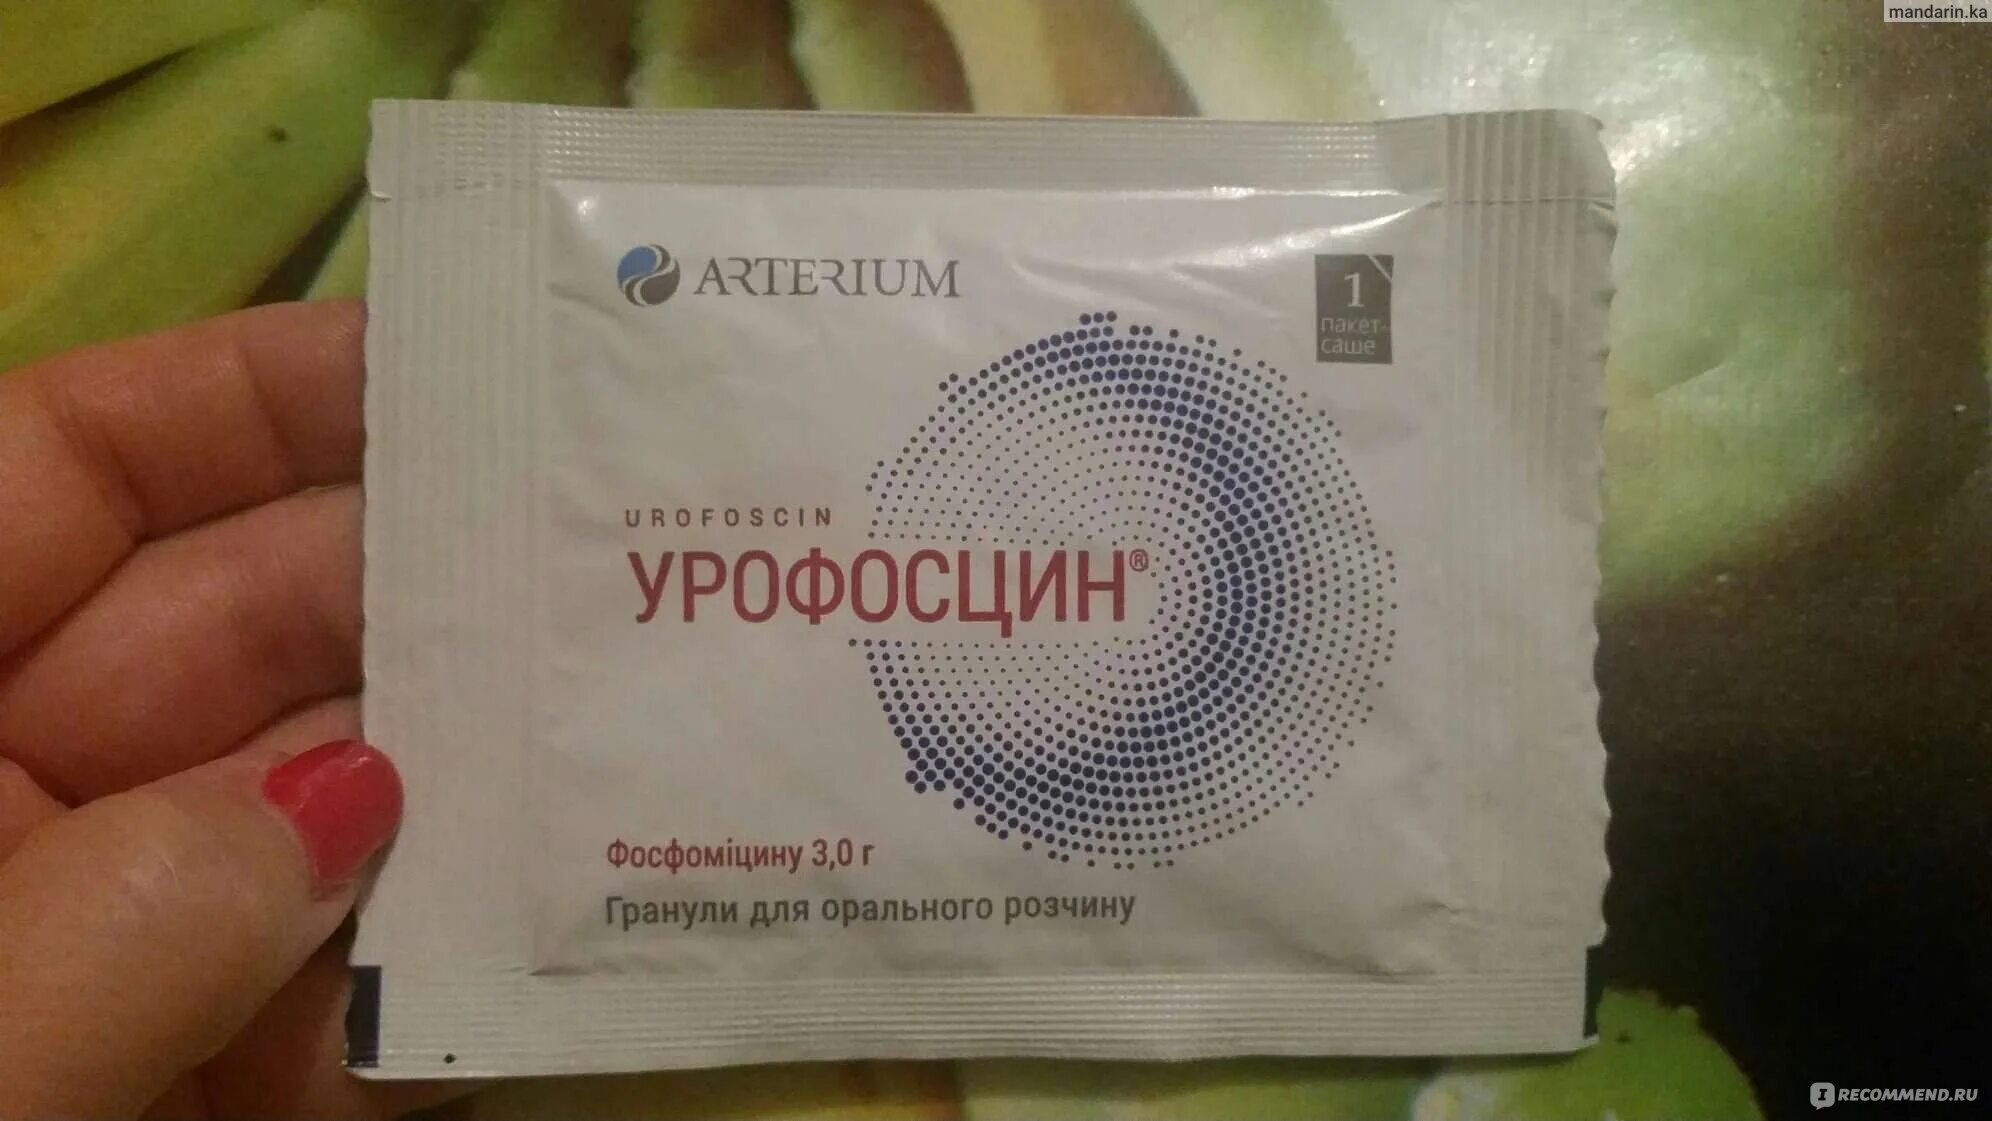 mandarin.ka
ARTERIUM
1
пакет-
саше
UROFOSCIN
УРОФОСЦИН®
Фосфоміцину 3,0 г
Гранули для орального розчину
I RECOMMEND.RU